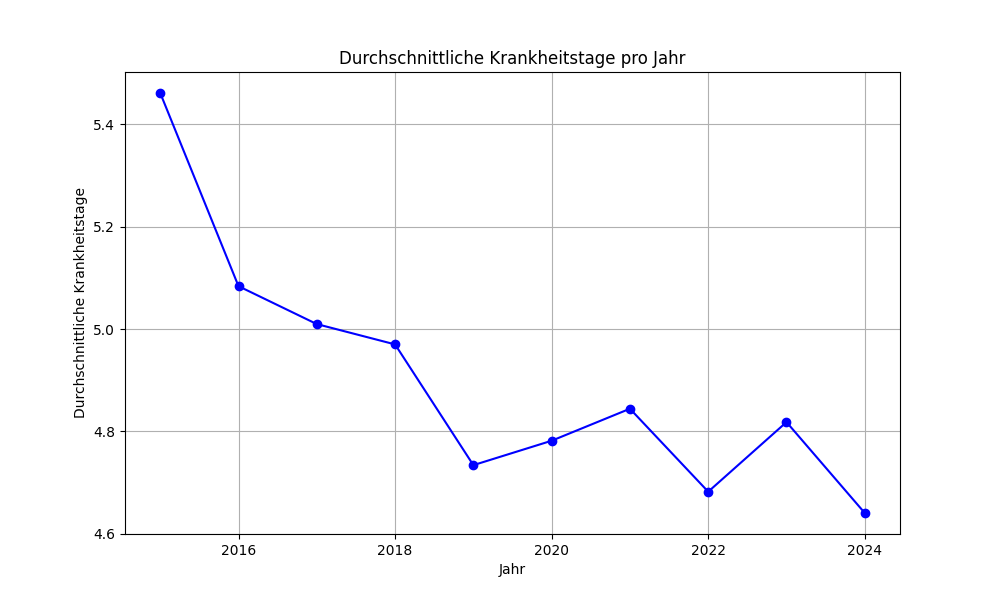 Durchschnittliche Krankheitstage pro Jahr
Durchschnittliche Krankheitstage
5.4
5.2
5.0
4.8
4.6
2016 2018 2020 2022 2024
Jahr